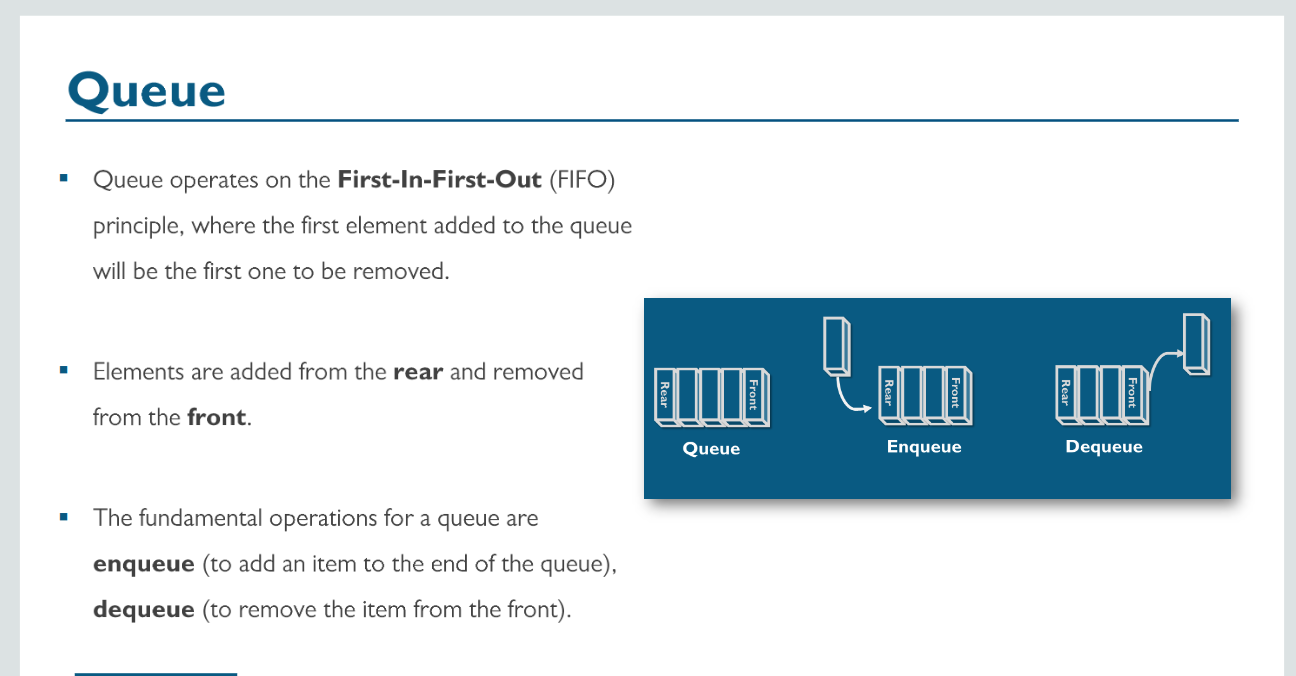 Queue
Queue operates on the First-In-First-Out (FIFO)
principle, where the first element added to the queue
will be the first one to be removed.
Elements are added from the rear and removed
from the front.
The fundamental operations for a queue are
enqueue (to add an item to the end of the queue),
dequeue (to remove the item from the front).
Rear
Front
Queue
Rear
Front
Enqueue
Rear
Front
Dequeue